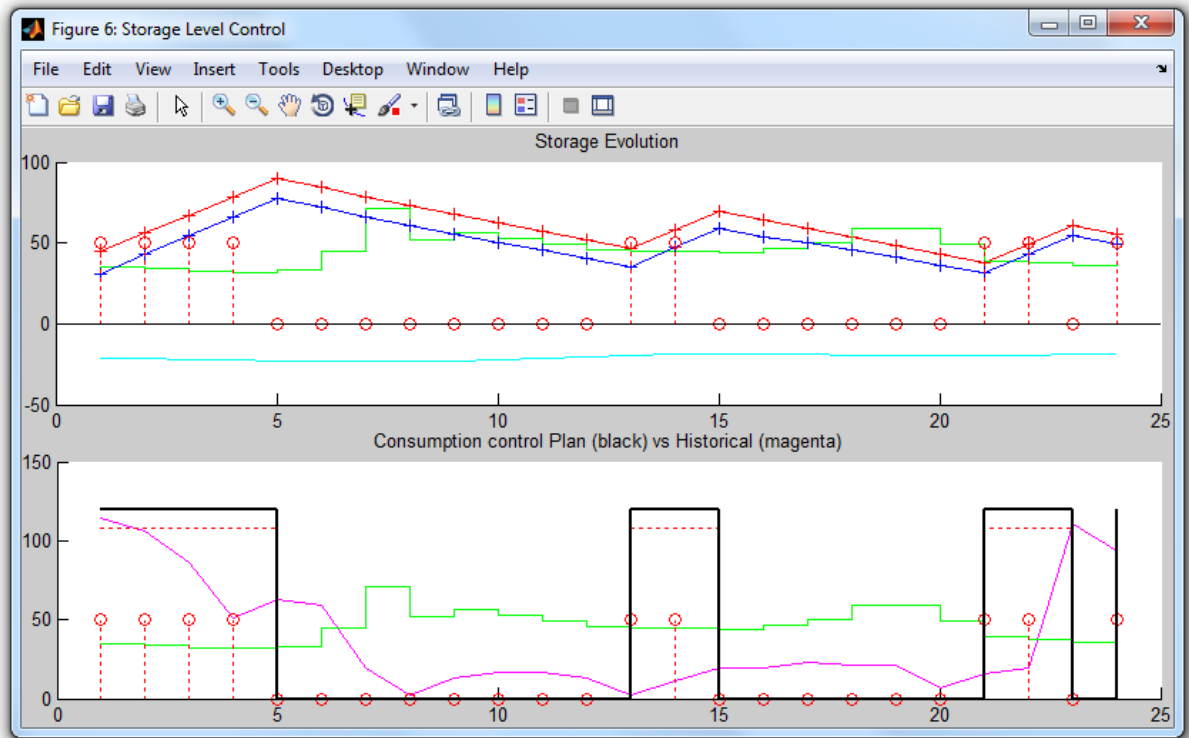 Figure 6: Storage Level Control
File Edit View Insert Tools Desktop Window Help
Storage Evolution
100
50
0
-50
0 5 10 15 20 25
Consumption control Plan (black) vs Historical (magenta)
150
100
50
0
0 5 10 15 20 25